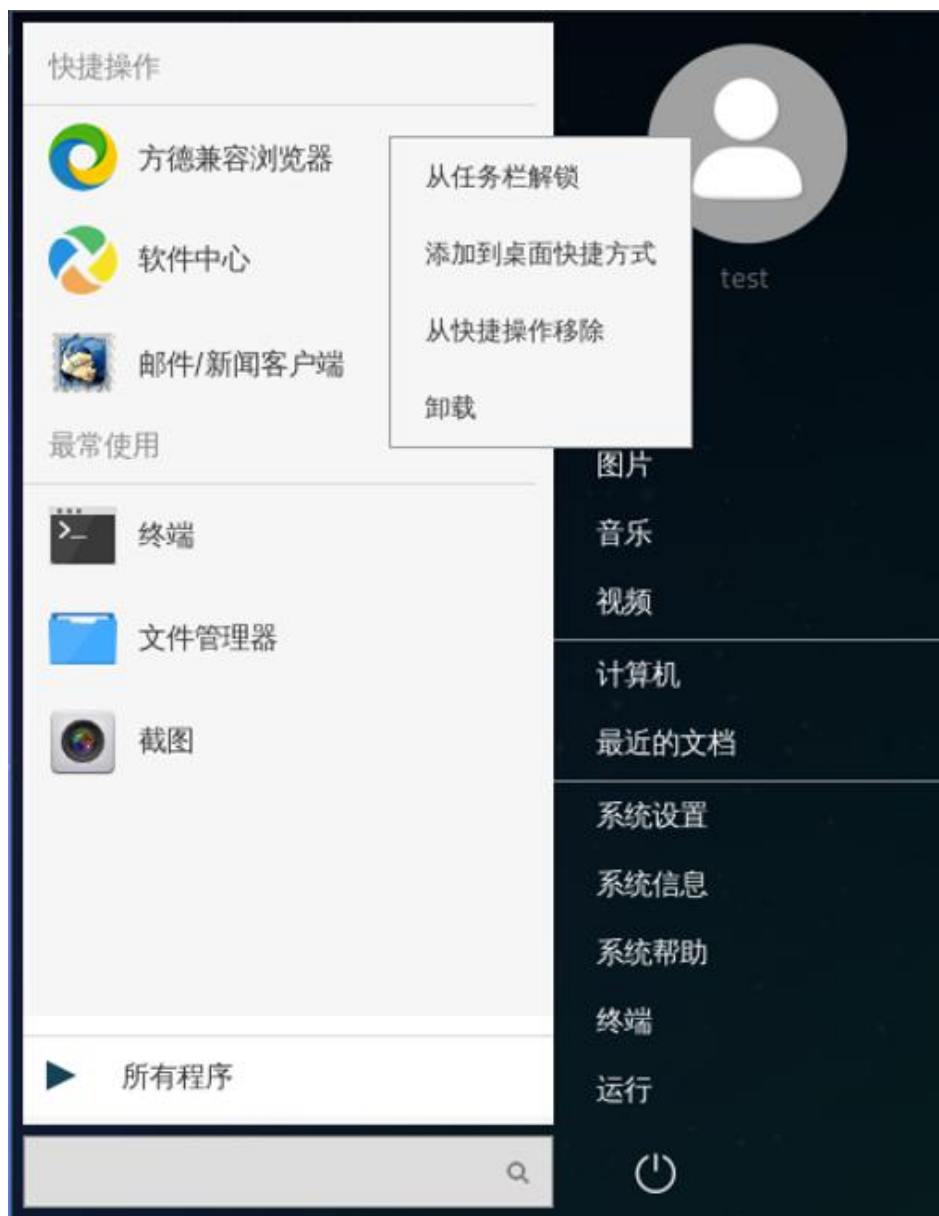 快捷操作
方德兼容浏览器
软件中心
邮件/新闻客户端
最常使用
终端
文件管理器
截图
所有程序
从任务栏解锁
添加到桌面快捷方式
从快捷操作移除
卸载
test
图片
音乐
视频
计算机
最近的文档
系统设置
系统信息
系统帮助
终端
运行